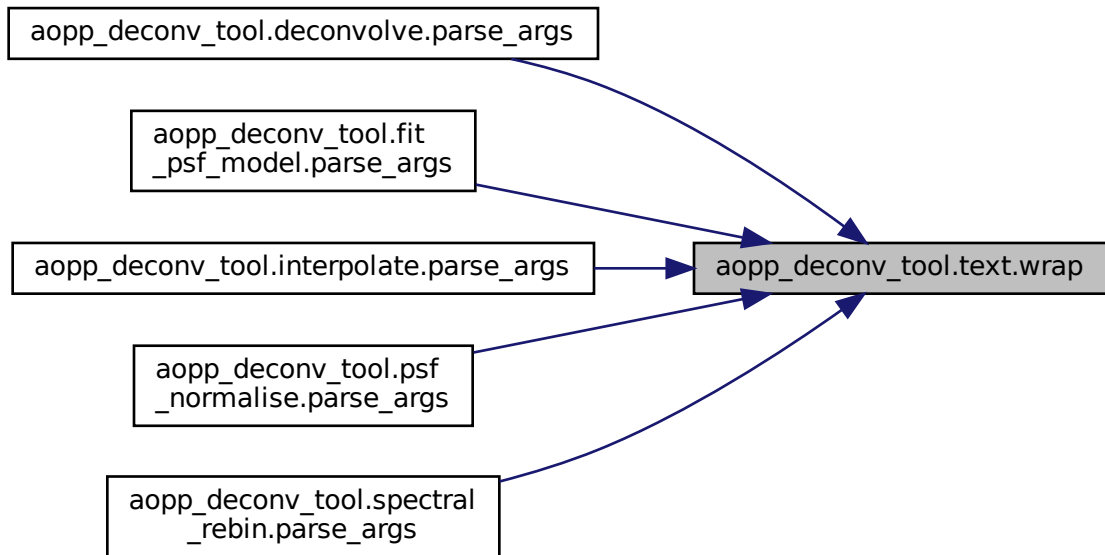 aopp_deconv_tool.deconvolve.parse_args
aopp_deconv_tool.fit
_psf_model.parse_args
aopp_deconv_tool.interpolate.parse_args
aopp_deconv_tool.text.wrap
aopp_deconv_tool.psf
_normalise.parse_args
aopp_deconv_tool.spectral
_rebin.parse_args